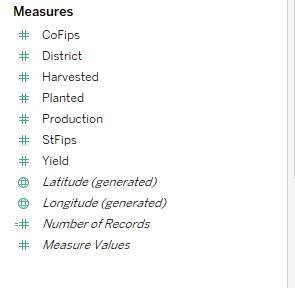 Measures
# CoFips
# District
# Harvested
# Planted
# Production
# StFips
# Yield
Latitude (generated)
Longitude (generated)
=# Number of Records
# Measure Values